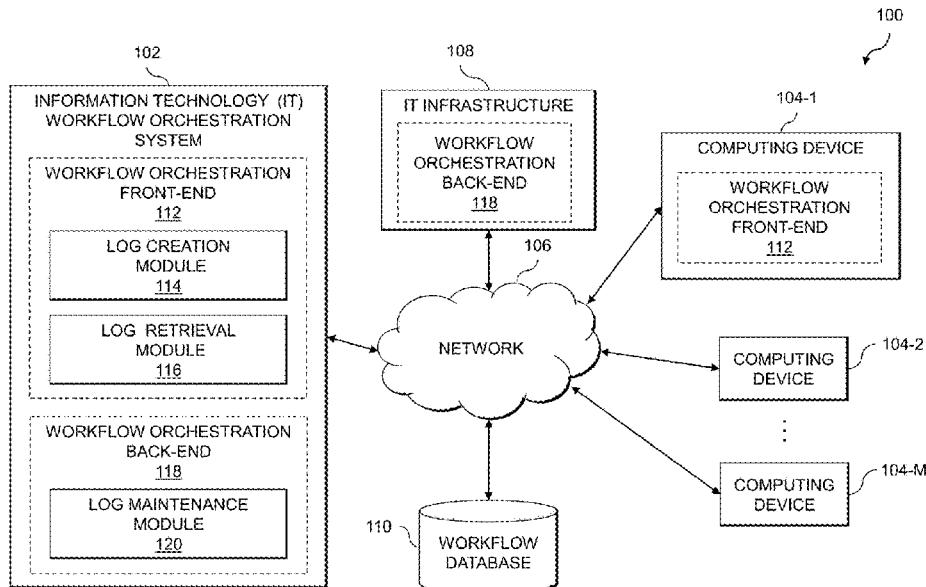 100
102
INFORMATION TECHNOLOGY (IT)
WORKFLOW ORCHESTRATION
SYSTEM
WORKFLOW ORCHESTRATION
FRONT-END
112
LOG CREATION
MODULE
114
LOG RETRIEVAL
MODULE
116
WORKFLOW ORCHESTRATION
BACK-END
118
LOG MAINTENANCE
MODULE
120
108
IT INFRASTRUCTURE
WORKFLOW
ORCHESTRATION
BACK-END
118
106
NETWORK
110
WORKFLOW
DATABASE
104-1
COMPUTING DEVICE
WORKFLOW
ORCHESTRATION
FRONT-END
112
104-2
COMPUTING
DEVICE
...
104-M
COMPUTING
DEVICE